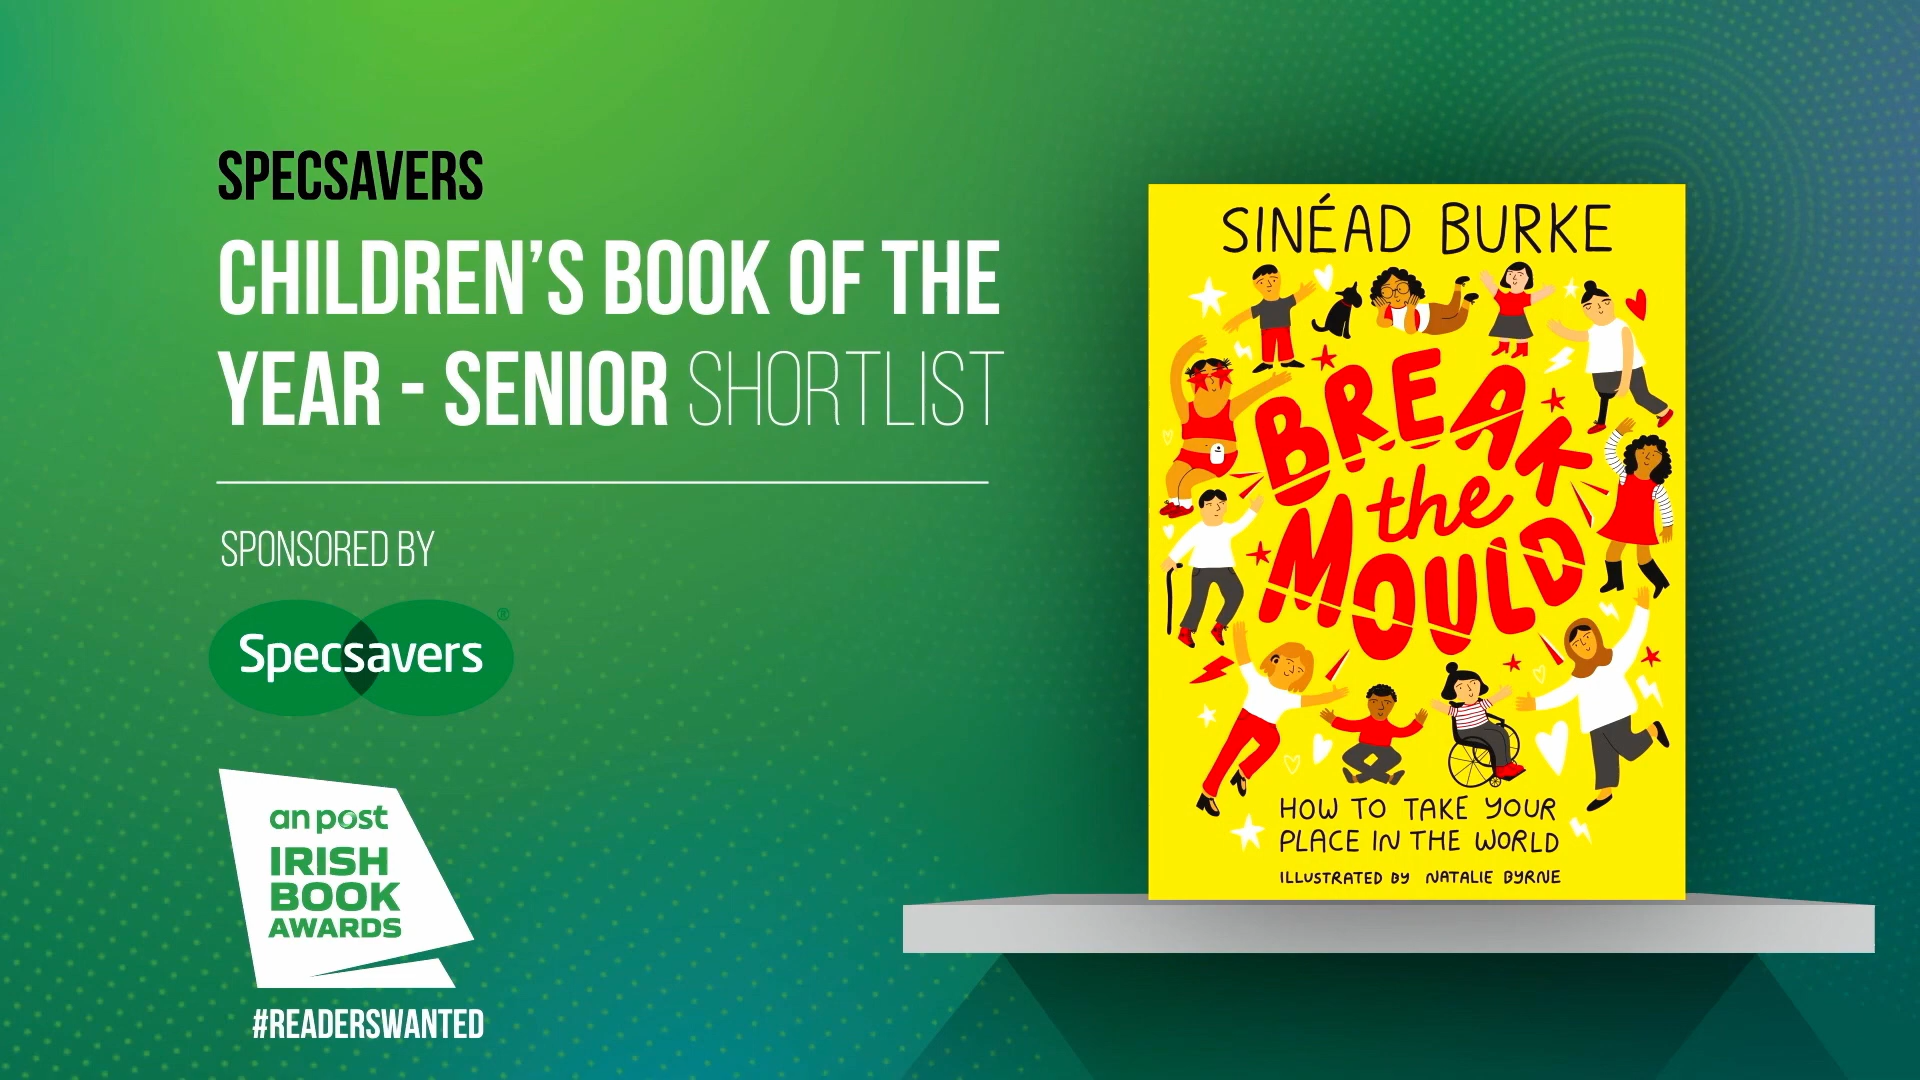 SPECSAVERS
CHILDREN'S BOOK OF THE
YEAR - SENIOR SHORTLIST
SPONSORED BY
Specsavers®
an post
IRISH
BOOK
AWARDS
#READERSWANTED
SINÉAD BURKE
BREAK
the
MOULD
HOW TO TAKE YOUR
PLACE IN THE WORLD
ILLUSTRATED BY NATALIE BYRNE